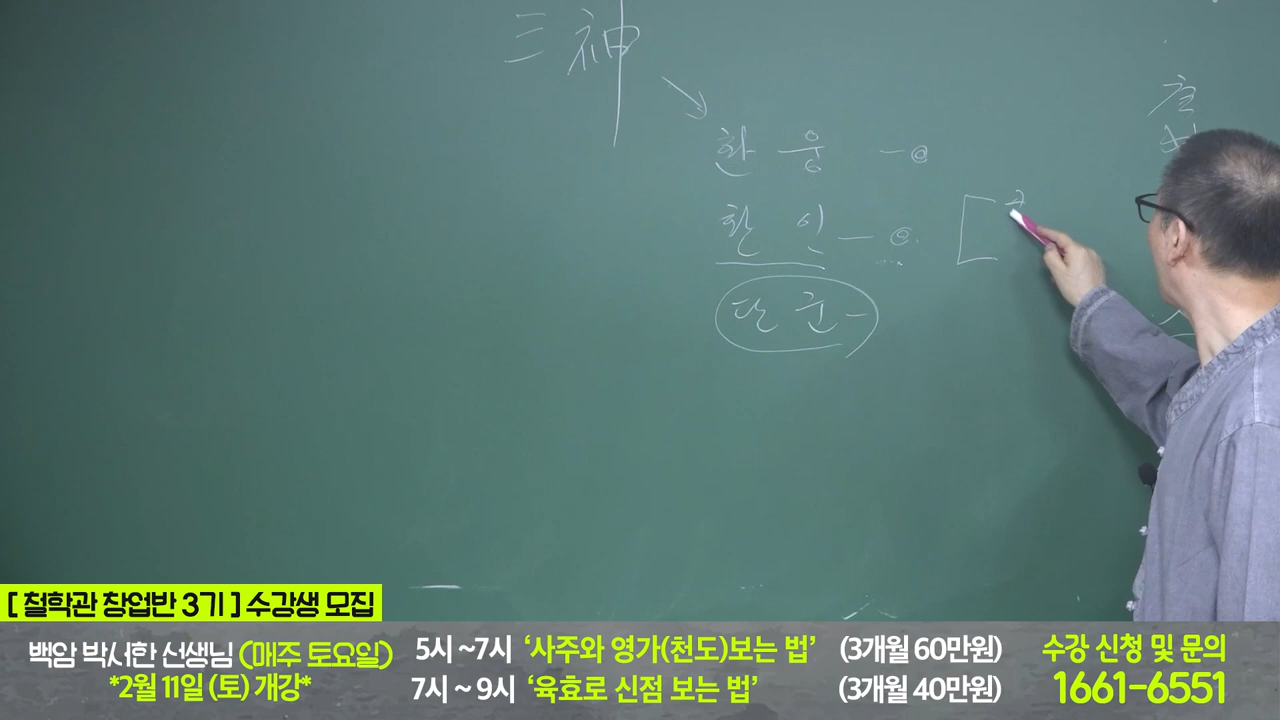 三神
환웅
환인
단군
[ 철학관 창업반 3기 ] 수강생 모집
백암 박시한 선생님 (매주 토요일)
*2월 11일 (토) 개강*
5시 ~7시 ‘사주와 영가(천도)보는 법’ (3개월 60만원)
7시 ~ 9시 ‘육효로 신점 보는 법’ (3개월 40만원)
수강 신청 및 문의
1661-6551